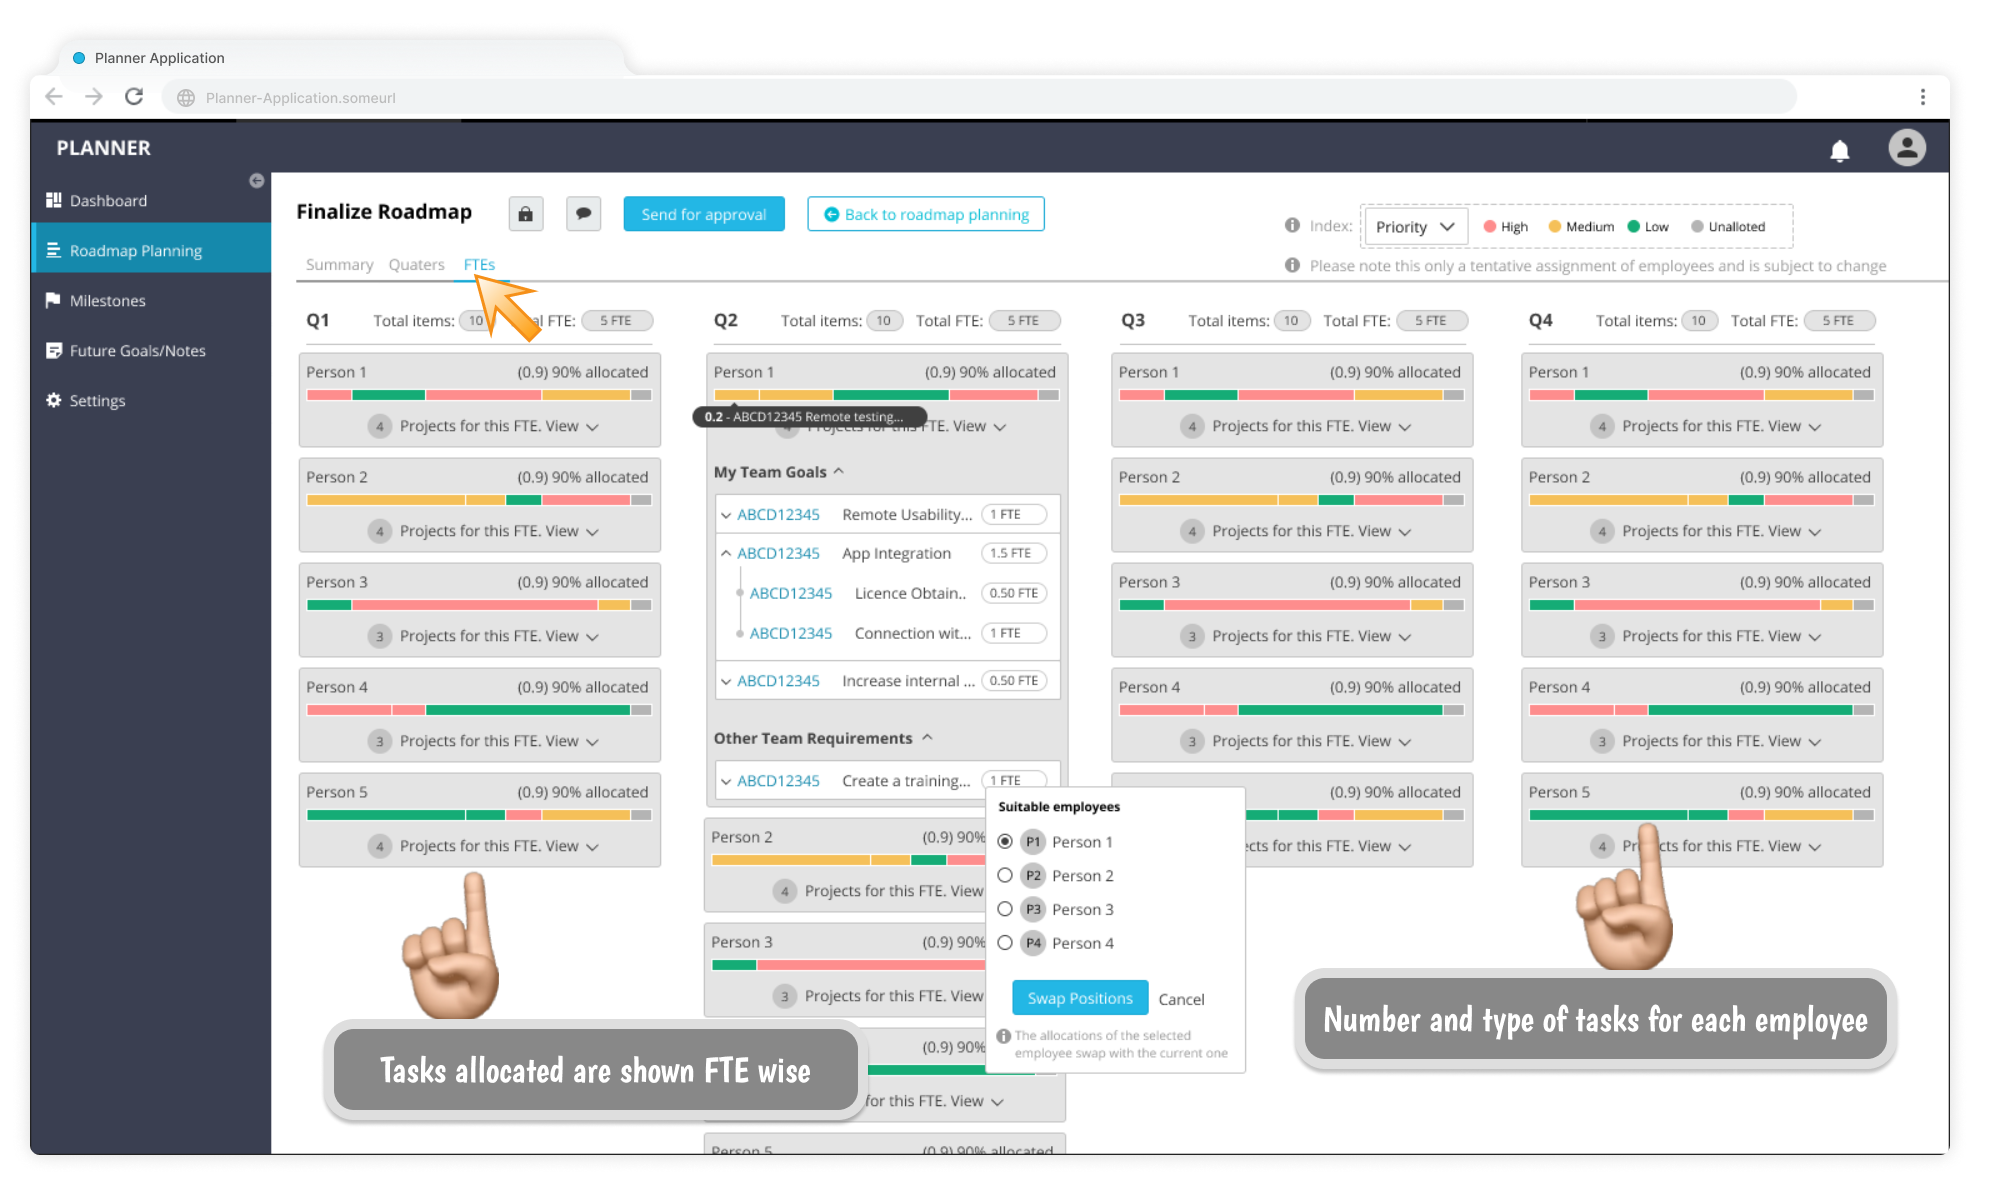 Planner Application
Planner-Application.someurl
PLANNER
Dashboard
Roadmap Planning
Milestones
Future Goals/Notes
Settings
Finalize Roadmap
Send for approval
Back to roadmap planning
Index: Priority High Medium Low Unalloted
Please note this only a tentative assignment of employees and is subject to change
Summary Quaters FTEs
Q1 Total items: 10 al FTE: 5 FTE
Person 1 (0.9) 90% allocated
4 Projects for this FTE. View
Person 2 (0.9) 90% allocated
4 Projects for this FTE. View
Person 3 (0.9) 90% allocated
3 Projects for this FTE. View
Person 4 (0.9) 90% allocated
3 Projects for this FTE. View
Person 5 (0.9) 90% allocated
4 Projects for this FTE. View
Q2 Total items: 10 Total FTE: 5 FTE
Person 1 (0.9) 90% allocated
0.2 - ABCD12345 Remote testing...
4 Projects for this FTE. View
My Team Goals
ABCD12345 Remote Usability... 1 FTE
ABCD12345 App Integration 1.5 FTE
ABCD12345 Licence Obtain.. 0.50 FTE
ABCD12345 Connection wit... 1 FTE
ABCD12345 Increase internal ... 0.50 FTE
Other Team Requirements
ABCD12345 Create a training... 1 FTE
Person 2 (0.9) 90%
4 Projects for this FTE. View
Person 3 (0.9) 90%
3 Projects for this FTE. View
(0.9) 90%
for this FTE. View
Person 5 (0.9) 90% allocated
Suitable employees
P1 Person 1
P2 Person 2
P3 Person 3
P4 Person 4
Swap Positions Cancel
The allocations of the selected
employee swap with the current one
Q3 Total items: 10 Total FTE: 5 FTE
Person 1 (0.9) 90% allocated
4 Projects for this FTE. View
Person 2 (0.9) 90% allocated
4 Projects for this FTE. View
Person 3 (0.9) 90% allocated
3 Projects for this FTE. View
Person 4 (0.9) 90% allocated
3 Projects for this FTE. View
(0.9) 90% allocated
cts for this FTE. View
Q4 Total items: 10 Total FTE: 5 FTE
Person 1 (0.9) 90% allocated
4 Projects for this FTE. View
Person 2 (0.9) 90% allocated
4 Projects for this FTE. View
Person 3 (0.9) 90% allocated
3 Projects for this FTE. View
Person 4 (0.9) 90% allocated
3 Projects for this FTE. View
Person 5 (0.9) 90% allocated
4 Pr cts for this FTE. View
Tasks allocated are shown FTE wise
Number and type of tasks for each employee